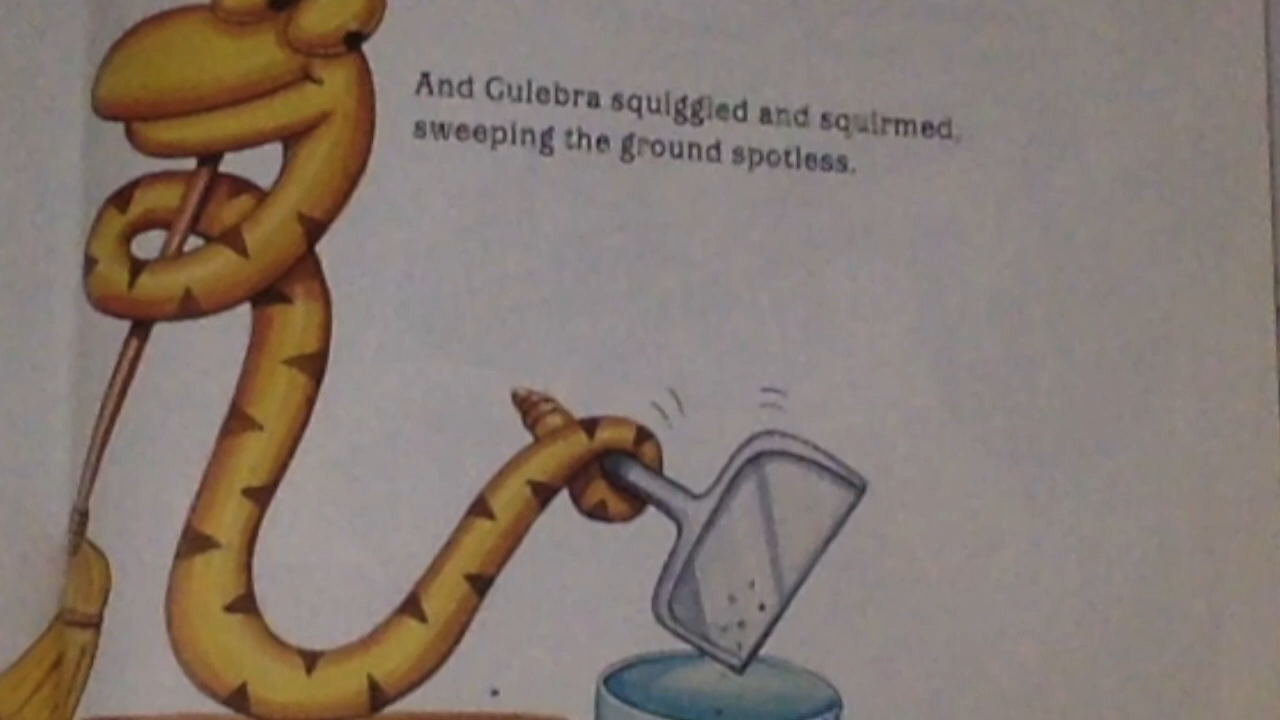 And Culebra squiggled and squirmed,
sweeping the ground spotless.